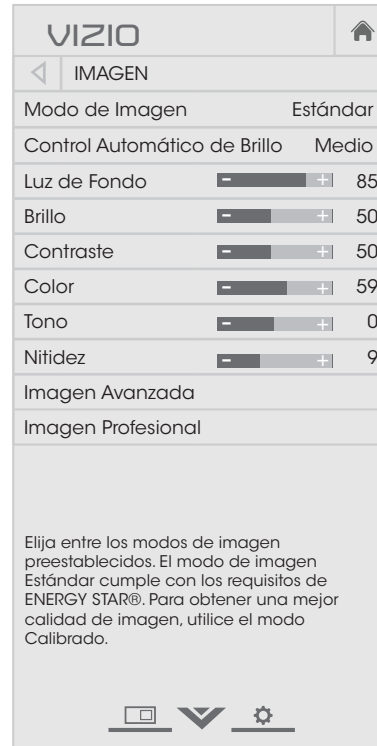 VIZIO
IMAGEN
Modo de Imagen Estándar
Control Automático de Brillo Medio
Luz de Fondo - + 85
Brillo - + 50
Contraste - + 50
Color - + 59
Tono - + 0
Nitidez - + 9
Imagen Avanzada
Imagen Profesional
Elija entre los modos de imagen
preestablecidos. El modo de imagen
Estándar cumple con los requisitos de
ENERGY STAR®. Para obtener una mejor
calidad de imagen, utilice el modo
Calibrado.